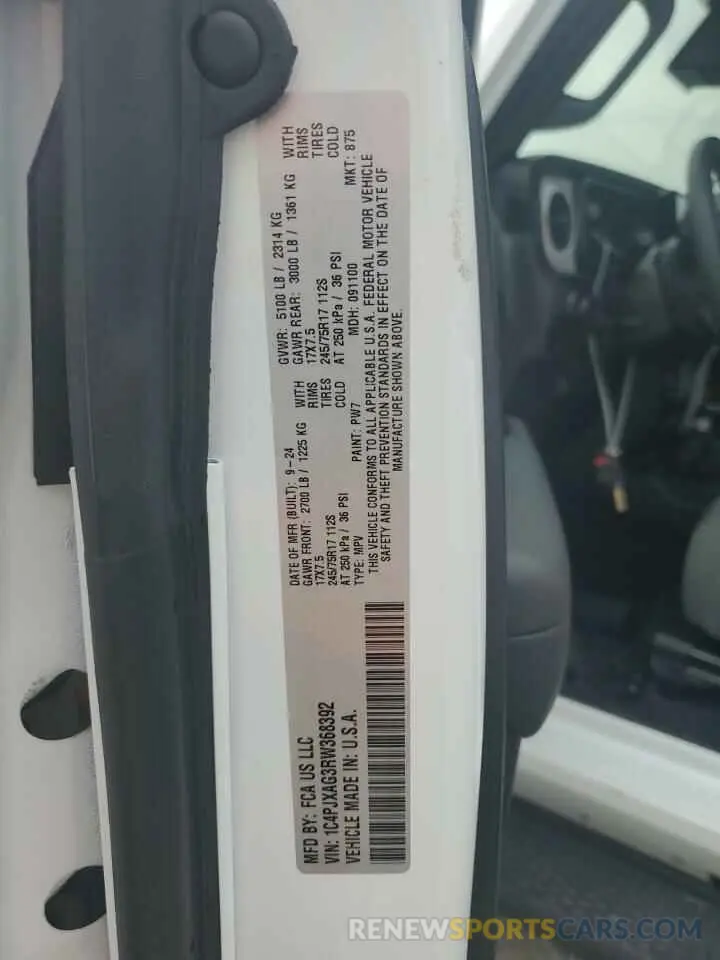 MFD BY: FCA US LLC
VIN: 1C4PJXAG3RW368392
VEHICLE MADE IN: U.S.A.
DATE OF MFR (BUILT): 9-24
GAWR FRONT: 2700 LB / 1225 KG WITH
17X7.5 RIMS
245/75R17 112S TIRES
AT 250 kPa / 36 PSI COLD
TYPE: MPV PAINT: PW7
GVWR: 5100 LB / 2314 KG
GAWR REAR: 3000 LB / 1361 KG WITH
17X7.5 RIMS
245/75R17 112S TIRES
AT 250 kPa / 36 PSI COLD
MDH: 091100 MKT: 875
THIS VEHICLE CONFORMS TO ALL APPLICABLE U.S.A. FEDERAL MOTOR VEHICLE
SAFETY AND THEFT PREVENTION STANDARDS IN EFFECT ON THE DATE OF
MANUFACTURE SHOWN ABOVE.
RENEWSPORTSCARS.COM